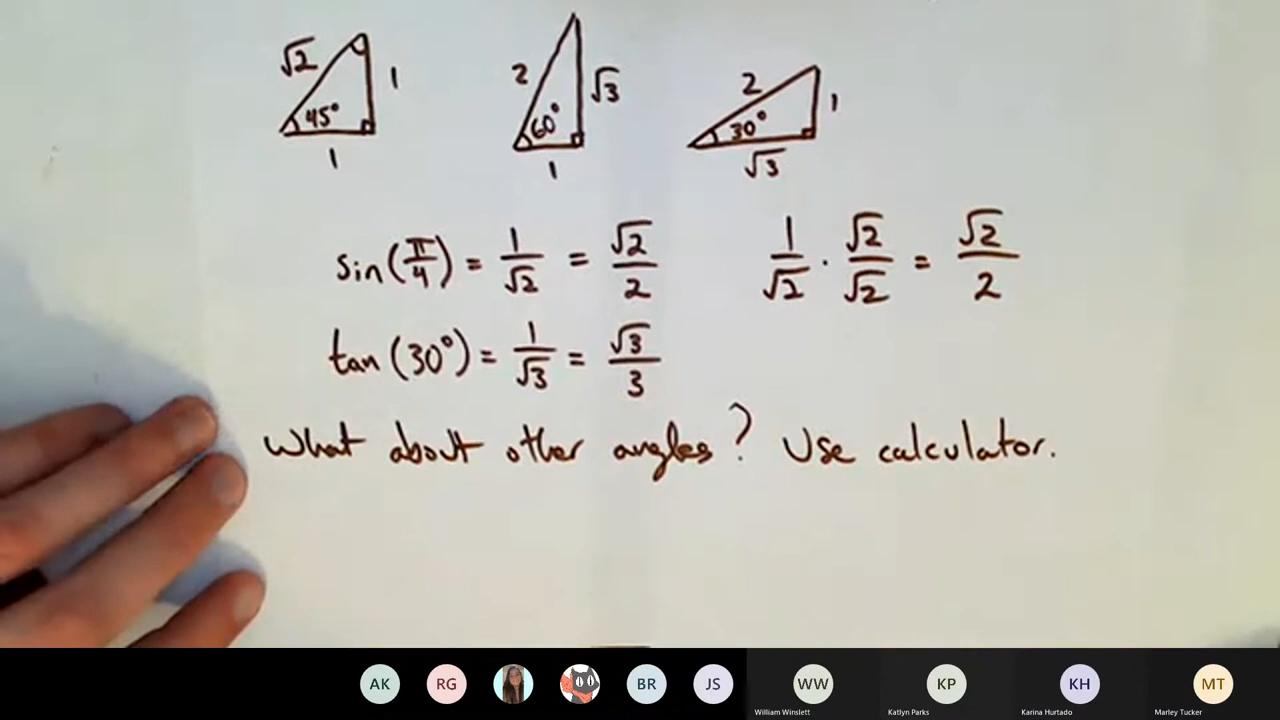 √2 1 45° 1
2 √3 60° 1
2 1 30° √3
sin(π/4) = 1/√2 = √2/2
1/√2 · √2/√2 = √2/2
tan(30°) = 1/√3 = √3/3
What about other angles? Use calculator.
AK RG BR JS WW KP KH MT
William Winslett Katlyn Parks Karina Hurtado Marley Tucker